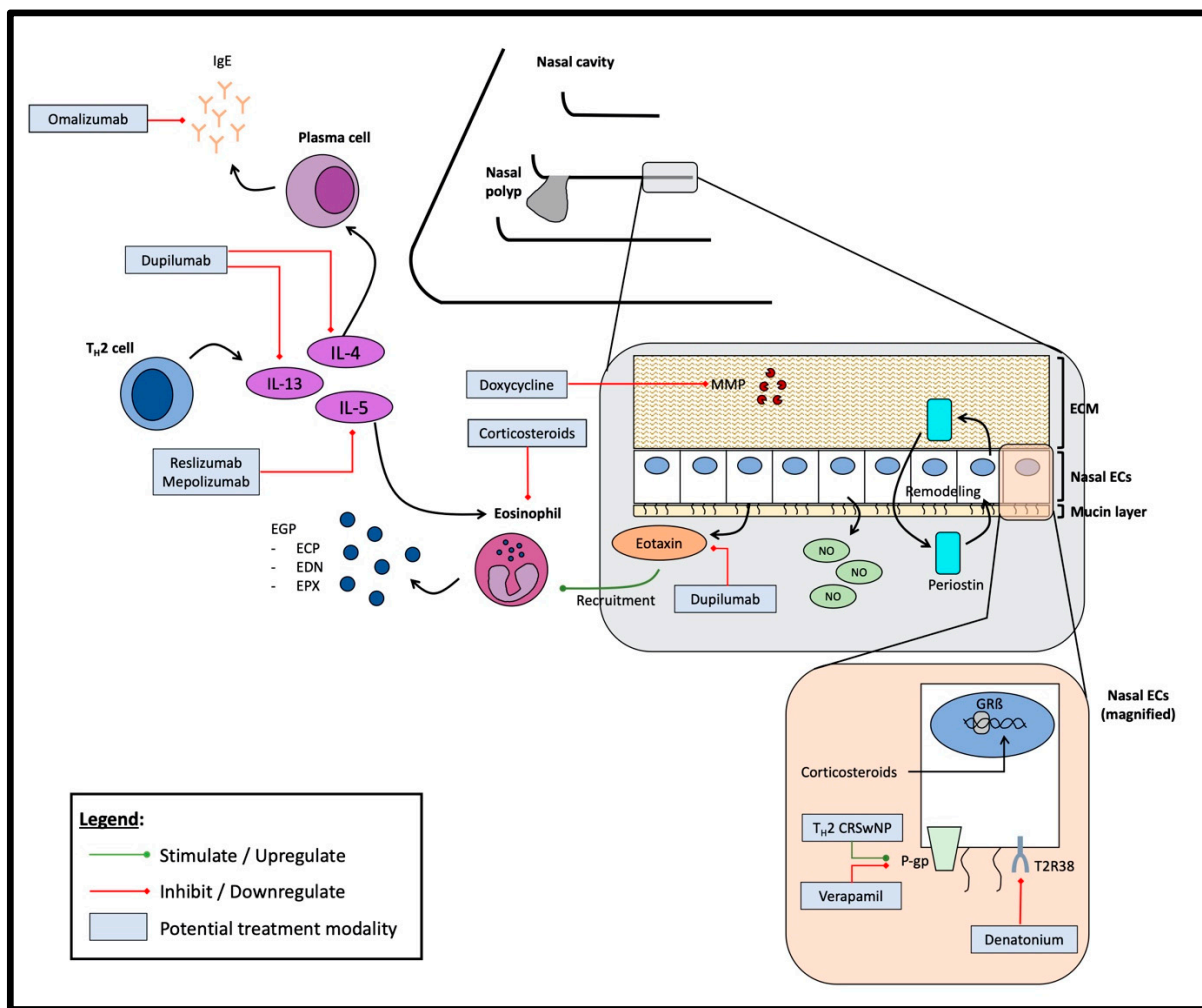 IgE
Omalizumab
Plasma cell
Nasal cavity
Nasal
polyp
Dupilumab
T_H2 cell
IL-4
IL-13
IL-5
Reslizumab
Mepolizumab
Doxycycline
MMP
Corticosteroids
ECM
Nasal ECs
Remodeling
Mucin layer
Eosinophil
EGP
- ECP
- EDN
- EPX
Eotaxin
NO
NO
NO
Periostin
Recruitment
Dupilumab
Nasal ECs
(magnified)
GRß
Corticosteroids
T_H2 CRSwNP
P-gp
T2R38
Verapamil
Denatonium
Legend:
Stimulate / Upregulate
Inhibit / Downregulate
Potential treatment modality